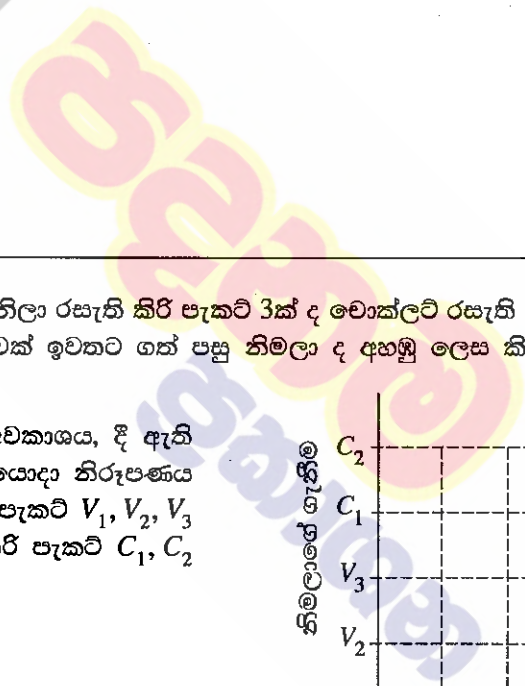 නිලා රසැති කිරි පැකට් 3ක් ද චොක්ලට් රසැති
වක් ඉවතට ගත් පසු නිමලා ද අහඹු ලෙස කි
වකාශය, දී ඇති
යොදා නිරූපණය
පැකට් V₁, V₂, V₃
රි පැකට් C₁, C₂
නිමලාගේ ගැනීම
C₂
C₁
V₃
V₂